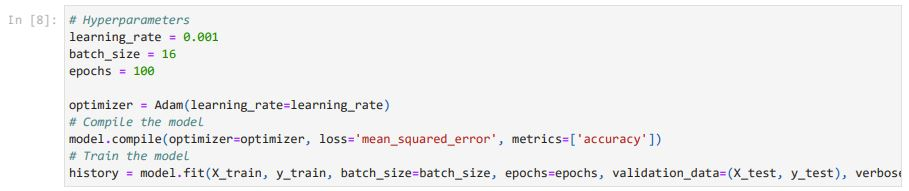 In [8]: # Hyperparameters
learning_rate = 0.001
batch_size = 16
epochs = 100
optimizer = Adam(learning_rate=learning_rate)
# Compile the model
model.compile(optimizer=optimizer, loss='mean_squared_error', metrics=['accuracy'])
# Train the model
history = model.fit(X_train, y_train, batch_size=batch_size, epochs=epochs, validation_data=(X_test, y_test), verbose